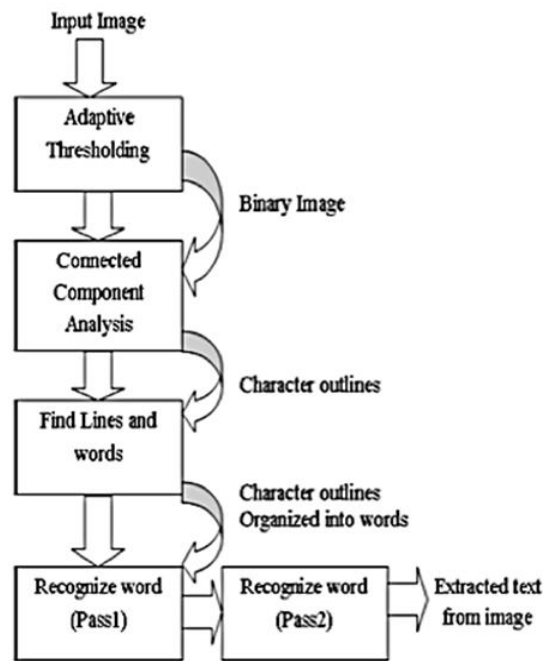 Input Image
Adaptive
Thresholding
Binary Image
Connected
Component
Analysis
Character outlines
Find Lines and
words
Character outlines
Organized into words
Recognize word
(Pass1)
Recognize word
(Pass2)
Extracted text
from image